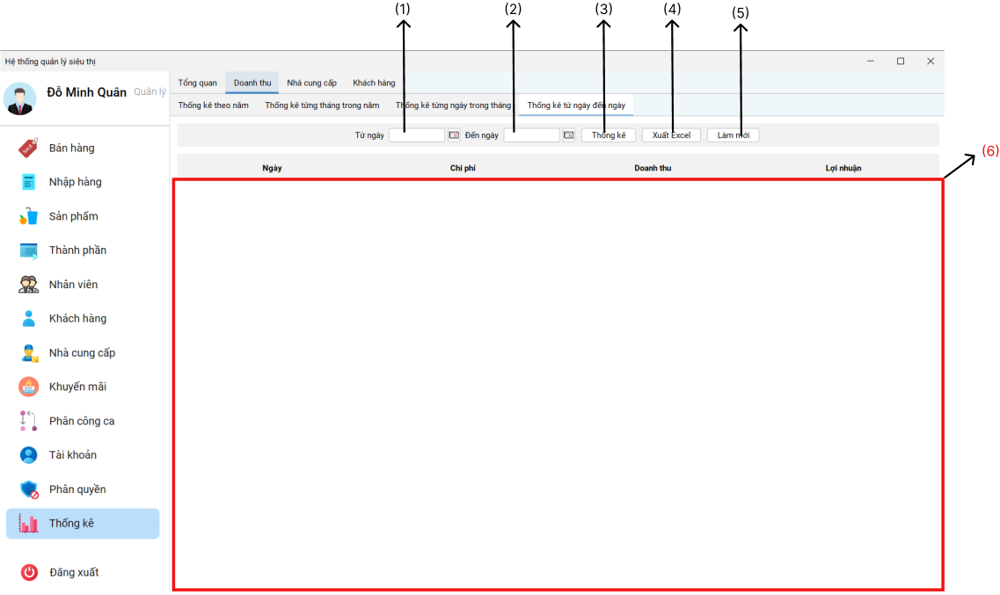 (1) (2) (3) (4) (5)
Hệ thống quản lý siêu thị
Đỗ Minh Quân Quản lý
Tổng quan Doanh thu Nhà cung cấp Khách hàng
Thống kê theo năm Thống kê từng tháng trong năm Thống kê từng ngày trong tháng Thống kê từ ngày đến ngày
Từ ngày Đến ngày Thống kê Xuất Excel Làm mới
(6)
Ngày Chi phí Doanh thu Lợi nhuận
Bán hàng
Nhập hàng
Sản phẩm
Thành phần
Nhân viên
Khách hàng
Nhà cung cấp
Khuyến mãi
Phân công ca
Tài khoản
Phân quyền
Thống kê
Đăng xuất